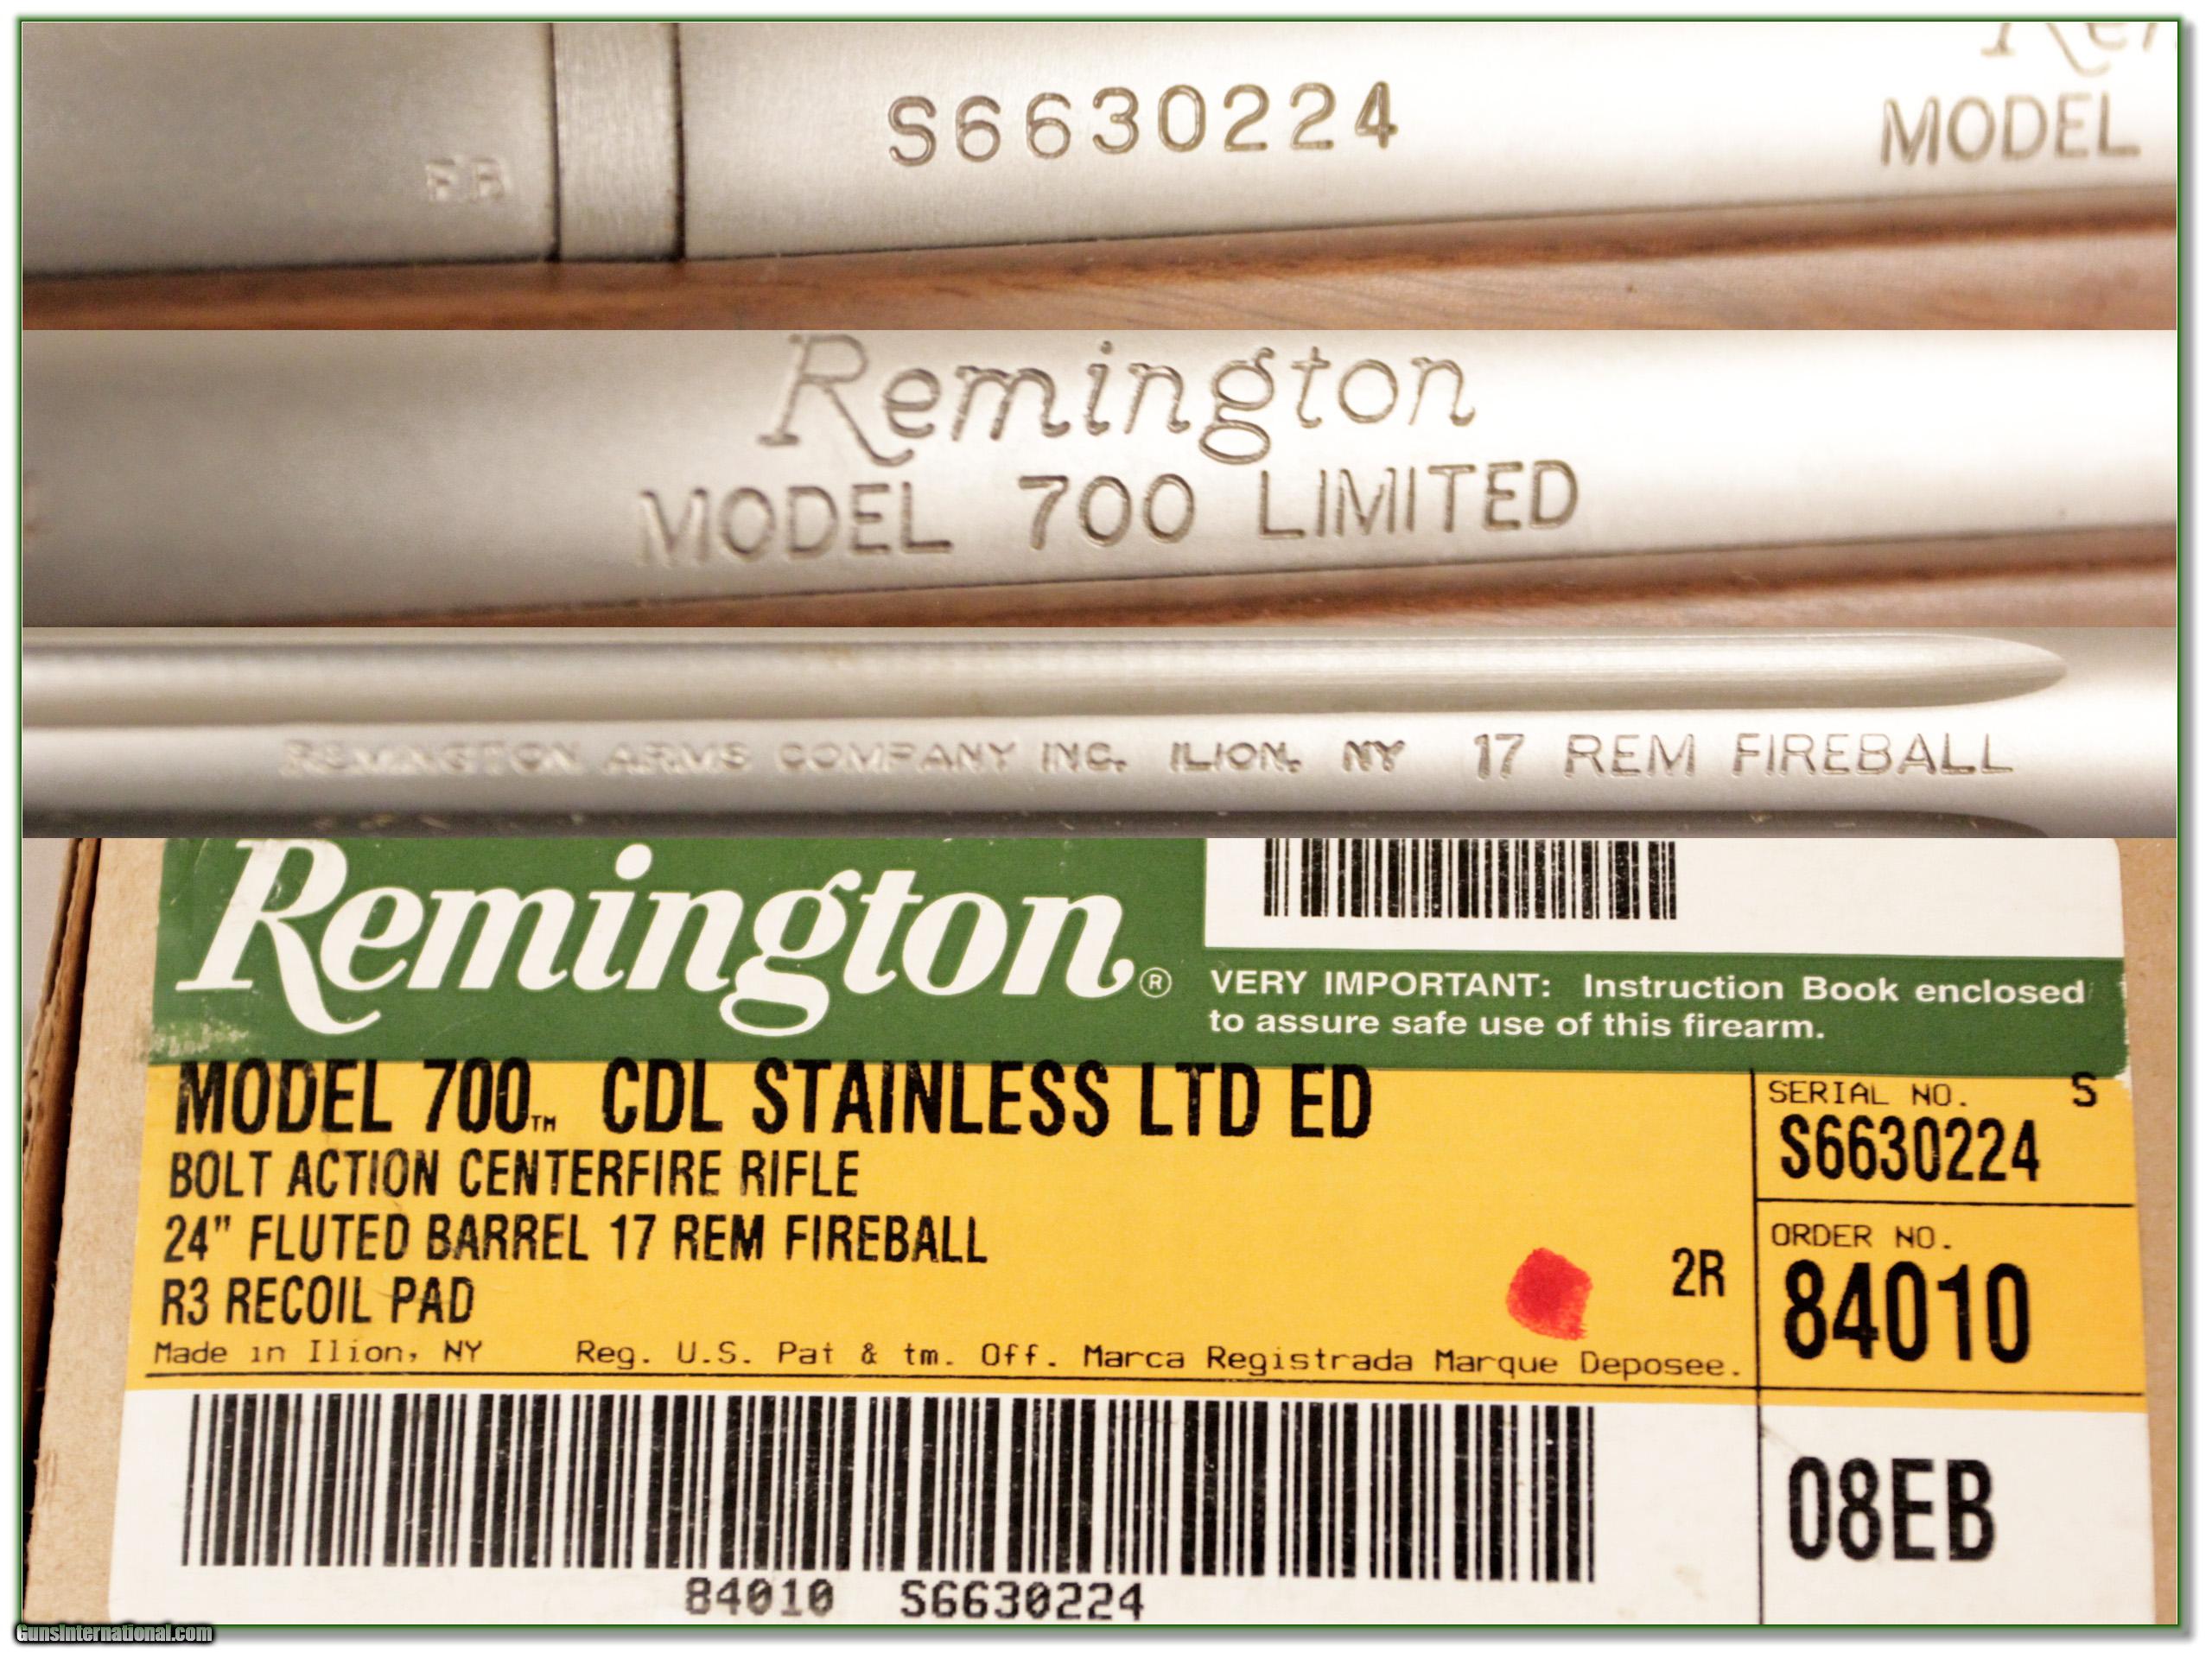 S6630224
MODEL
Remington
MODEL 700 LIMITED
REMINGTON ARMS COMPANY INC. ILION, NY 17 REM FIREBALL
Remington®
VERY IMPORTANT: Instruction Book enclosed
to assure safe use of this firearm.
MODEL 700™ CDL STAINLESS LTD ED
BOLT ACTION CENTERFIRE RIFLE
24" FLUTED BARREL 17 REM FIREBALL
R3 RECOIL PAD
2R
Made in Ilion, NY Reg. U.S. Pat & tm. Off. Marca Registrada Marque Deposee.
SERIAL NO. S
S6630224
ORDER NO.
84010
08EB
84010 S6630224
GunsInternational.com